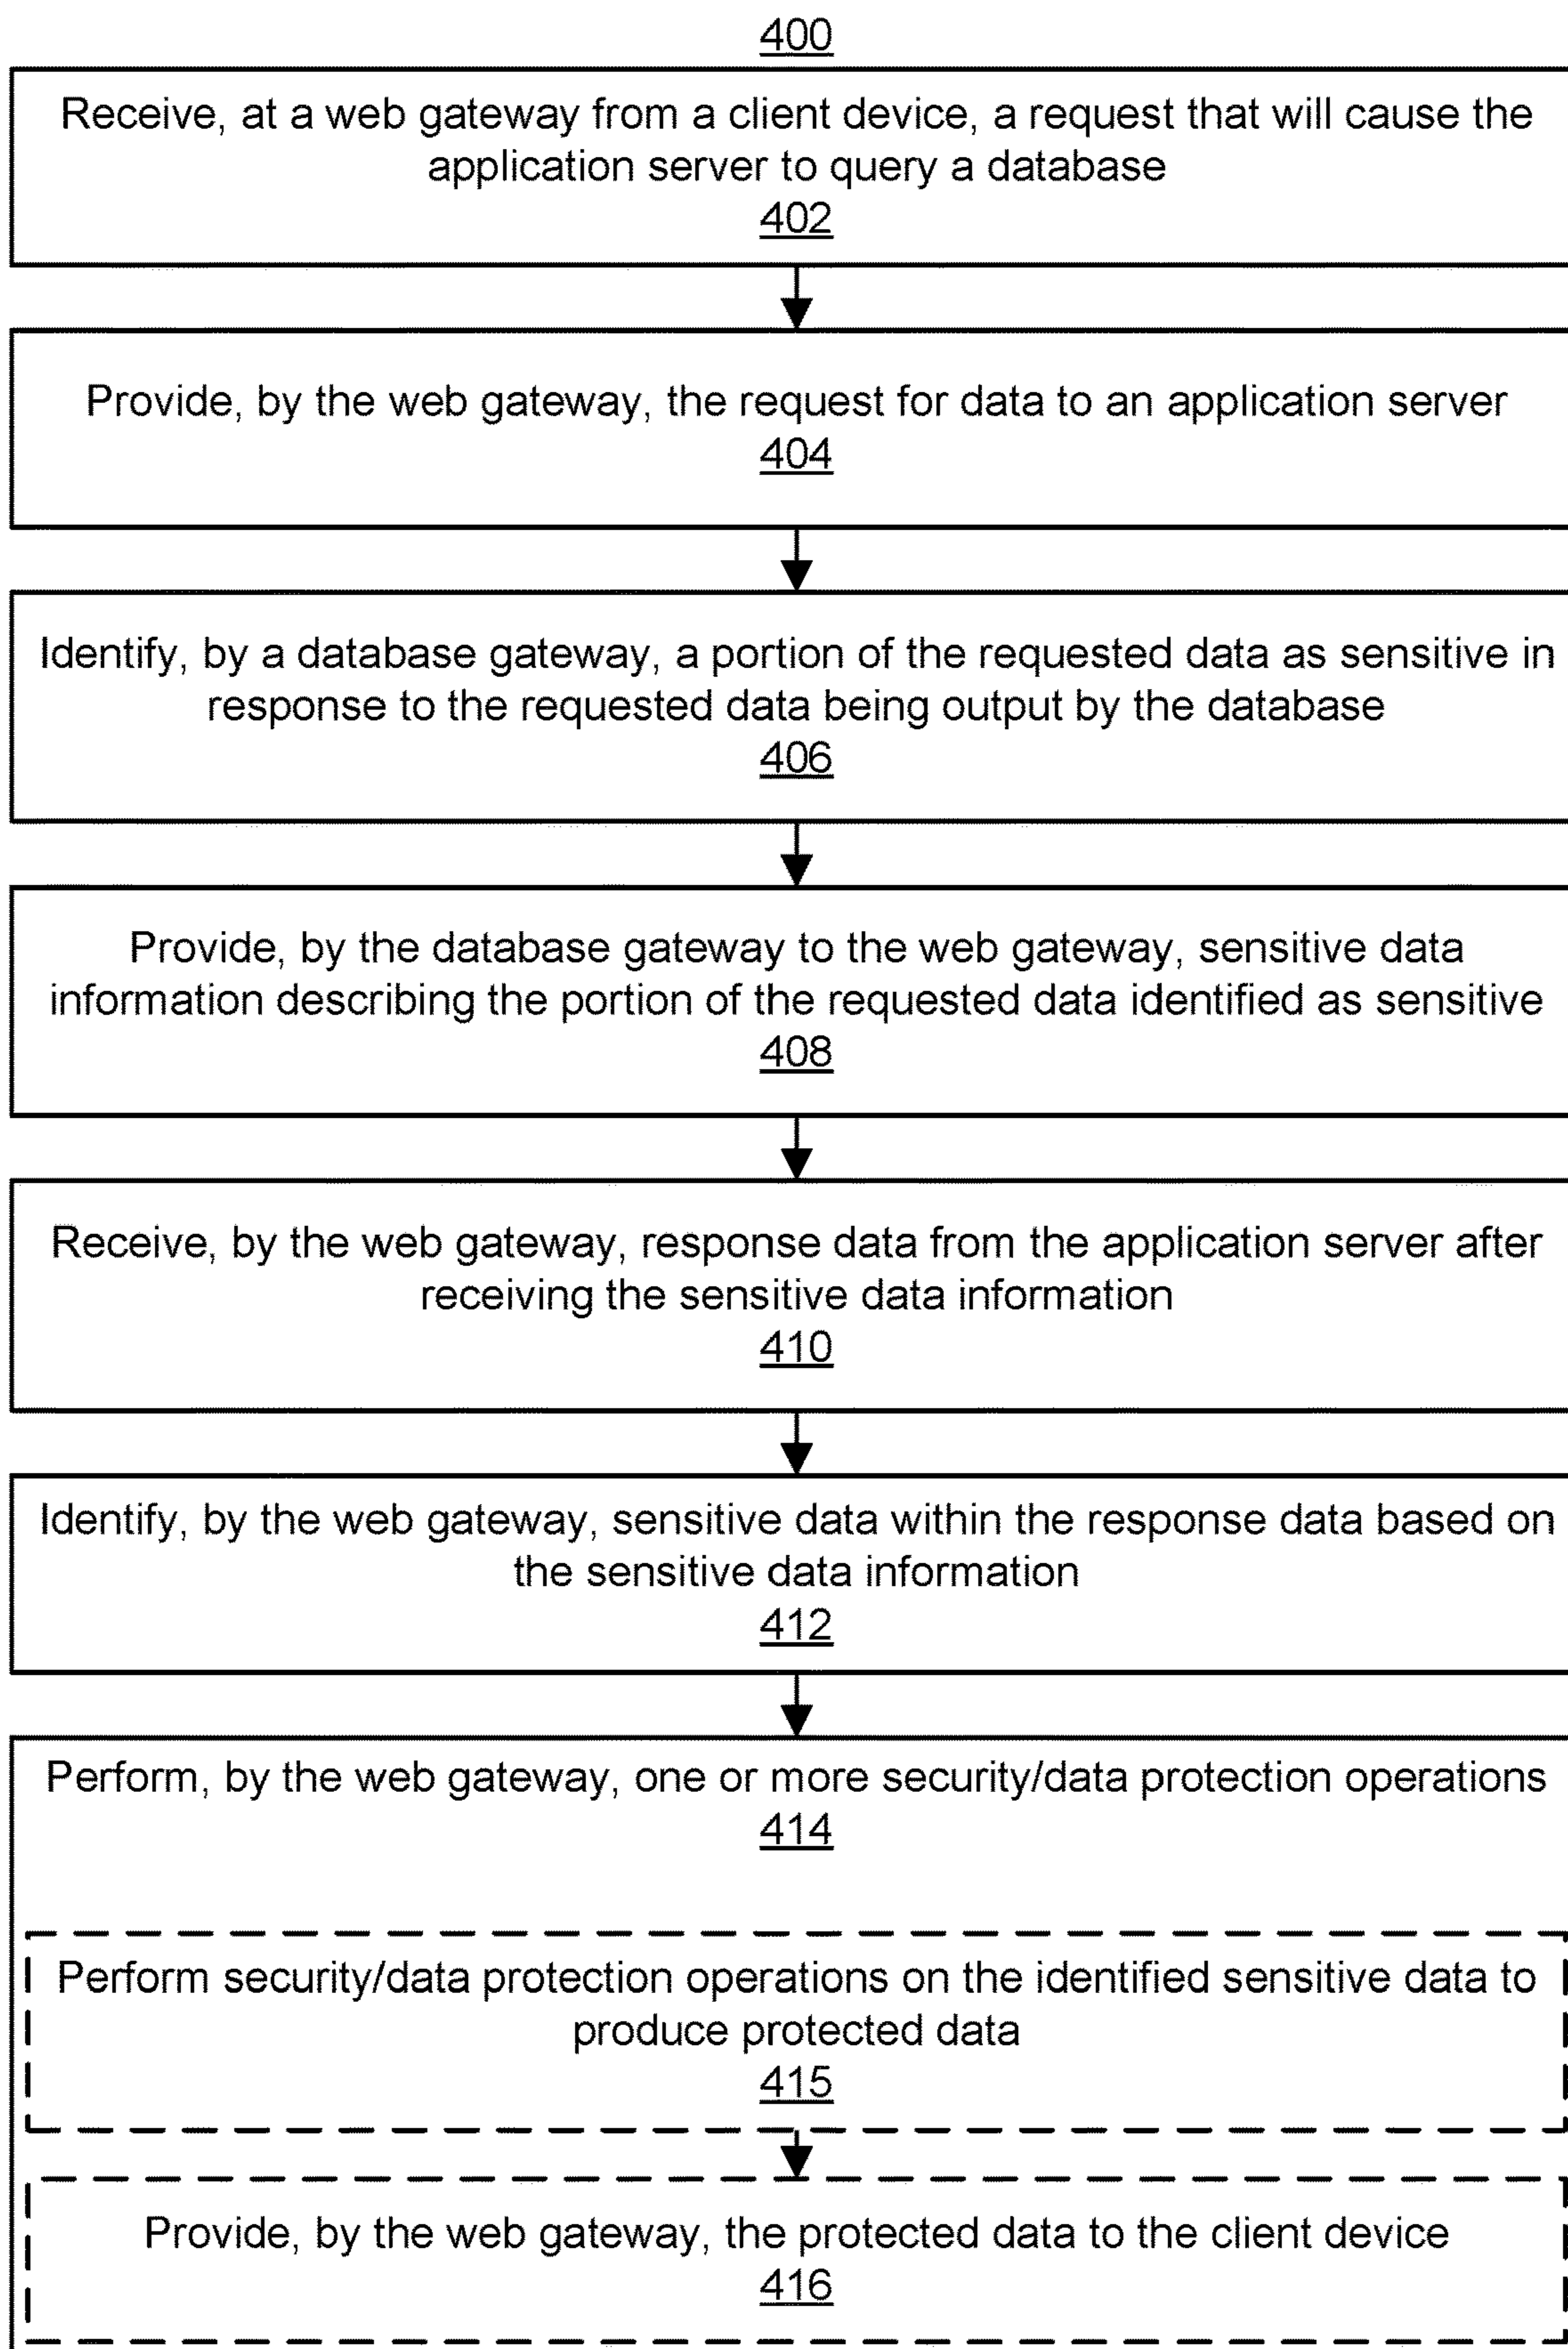 400
Receive, at a web gateway from a client device, a request that will cause the
application server to query a database
402
Provide, by the web gateway, the request for data to an application server
404
Identify, by a database gateway, a portion of the requested data as sensitive in
response to the requested data being output by the database
406
Provide, by the database gateway to the web gateway, sensitive data
information describing the portion of the requested data identified as sensitive
408
Receive, by the web gateway, response data from the application server after
receiving the sensitive data information
410
Identify, by the web gateway, sensitive data within the response data based on
the sensitive data information
412
Perform, by the web gateway, one or more security/data protection operations
414
Perform security/data protection operations on the identified sensitive data to
produce protected data
415
Provide, by the web gateway, the protected data to the client device
416